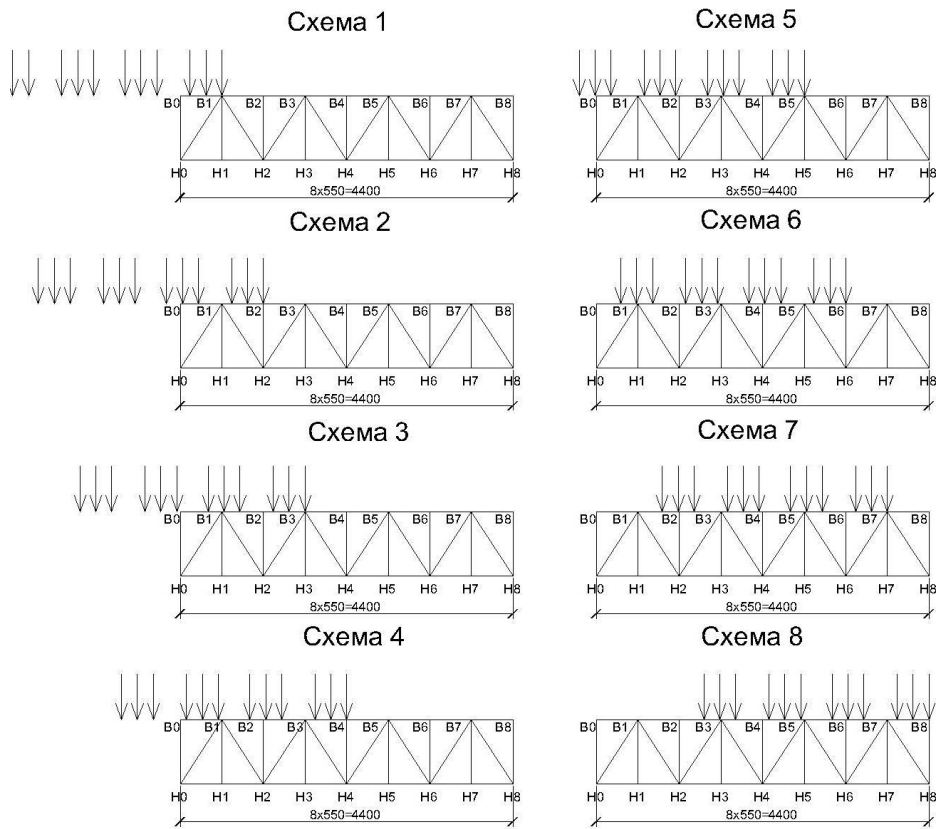 Схема 1
B0 B1 B2 B3 B4 B5 B6 B7 B8
H0 H1 H2 H3 H4 H5 H6 H7 H8
8x550=4400
Схема 2
B0 B1 B2 B3 B4 B5 B6 B7 B8
H0 H1 H2 H3 H4 H5 H6 H7 H8
8x550=4400
Схема 3
B0 B1 B2 B3 B4 B5 B6 B7 B8
H0 H1 H2 H3 H4 H5 H6 H7 H8
8x550=4400
Схема 4
B0 B1 B2 B3 B4 B5 B6 B7 B8
H0 H1 H2 H3 H4 H5 H6 H7 H8
8x550=4400
Схема 5
B0 B1 B2 B3 B4 B5 B6 B7 B8
H0 H1 H2 H3 H4 H5 H6 H7 H8
8x550=4400
Схема 6
B0 B1 B2 B3 B4 B5 B6 B7 B8
H0 H1 H2 H3 H4 H5 H6 H7 H8
8x550=4400
Схема 7
B0 B1 B2 B3 B4 B5 B6 B7 B8
H0 H1 H2 H3 H4 H5 H6 H7 H8
8x550=4400
Схема 8
B0 B1 B2 B3 B4 B5 B6 B7 B8
H0 H1 H2 H3 H4 H5 H6 H7 H8
8x550=4400